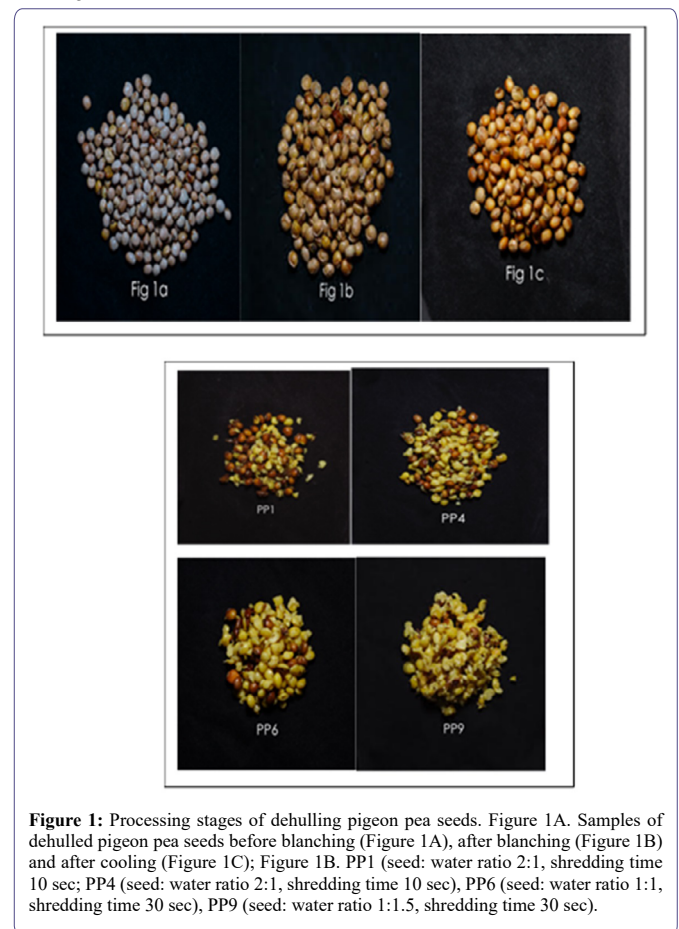 Fig 1a
Fig 1b
Fig 1c
PP1
PP4
PP6
PP9
Figure 1: Processing stages of dehulling pigeon pea seeds. Figure 1A. Samples of
dehulled pigeon pea seeds before blanching (Figure 1A), after blanching (Figure 1B)
and after cooling (Figure 1C); Figure 1B. PP1 (seed: water ratio 2:1, shredding time
10 sec; PP4 (seed: water ratio 2:1, shredding time 10 sec), PP6 (seed: water ratio 1:1,
shredding time 30 sec), PP9 (seed: water ratio 1:1.5, shredding time 30 sec).